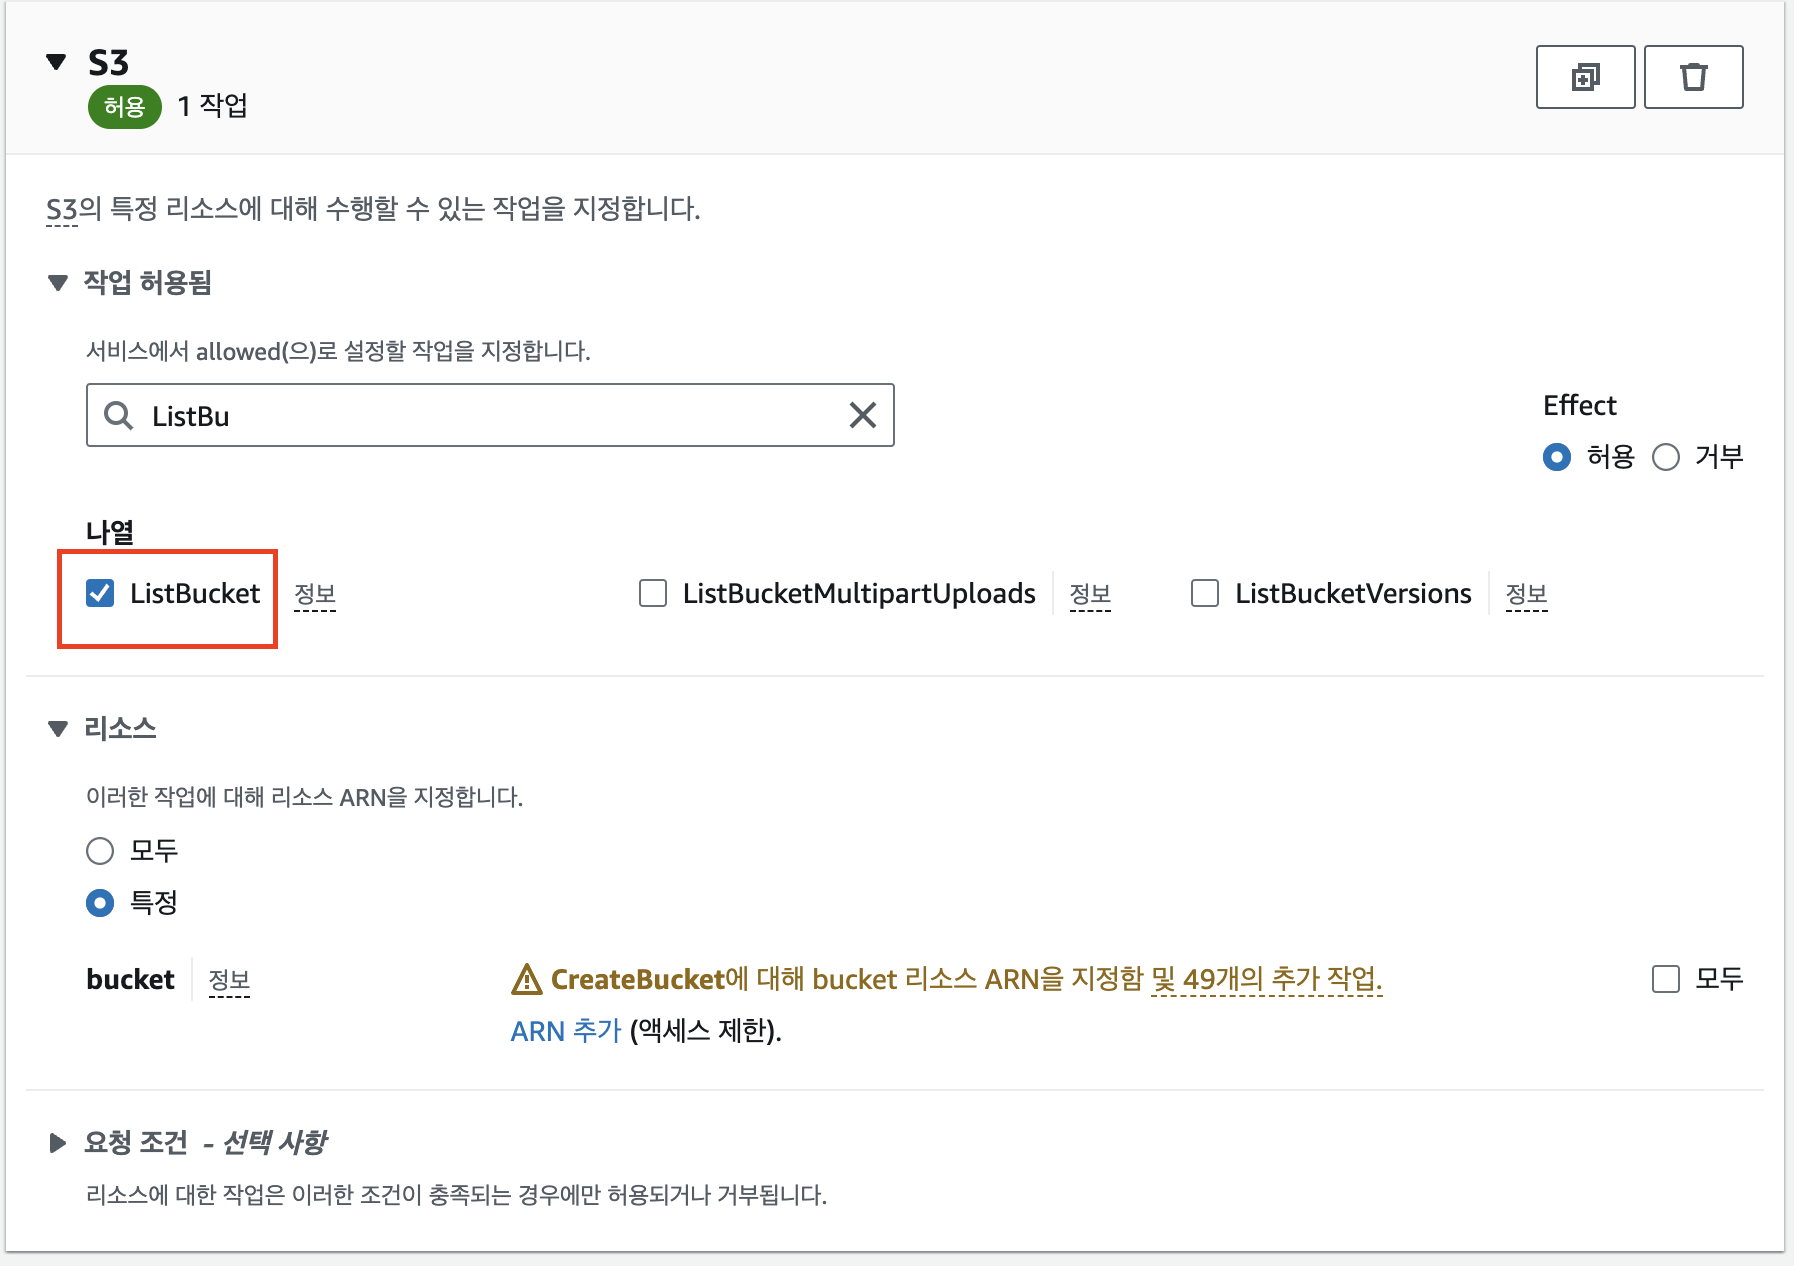 S3
허용 1 작업
S3의 특정 리소스에 대해 수행할 수 있는 작업을 지정합니다.
작업 허용됨
서비스에서 allowed(으)로 설정할 작업을 지정합니다.
ListBu
Effect
허용 거부
나열
ListBucket 정보 ListBucketMultipartUploads 정보 ListBucketVersions 정보
리소스
이러한 작업에 대해 리소스 ARN을 지정합니다.
모두
특정
bucket 정보 CreateBucket에 대해 bucket 리소스 ARN을 지정함 및 49개의 추가 작업. 모두
ARN 추가 (액세스 제한).
요청 조건 - 선택 사항
리소스에 대한 작업은 이러한 조건이 충족되는 경우에만 허용되거나 거부됩니다.